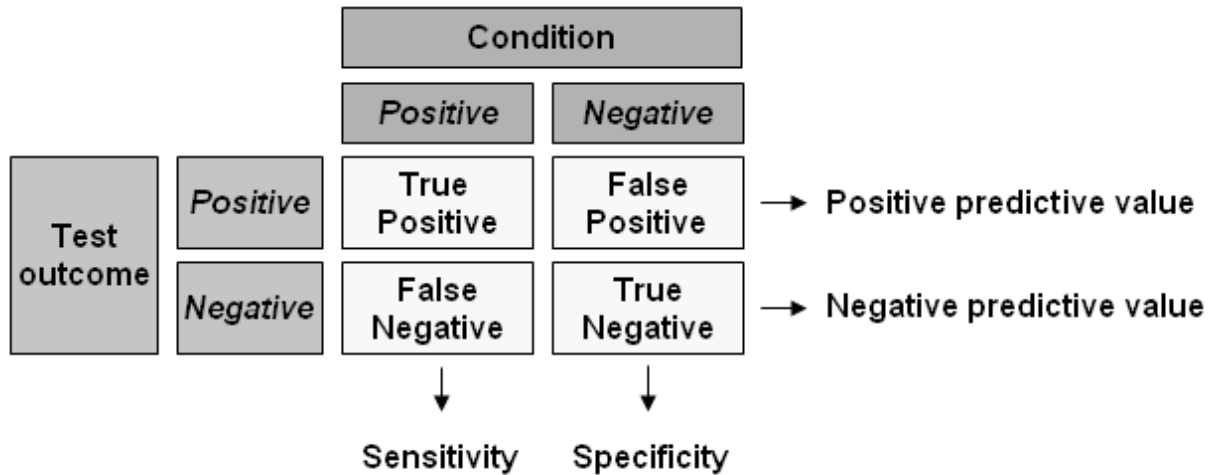 Condition
Positive
Negative
Test
outcome
Positive
True
Positive
False
Positive
Positive predictive value
Negative
False
Negative
True
Negative
Negative predictive value
Sensitivity
Specificity